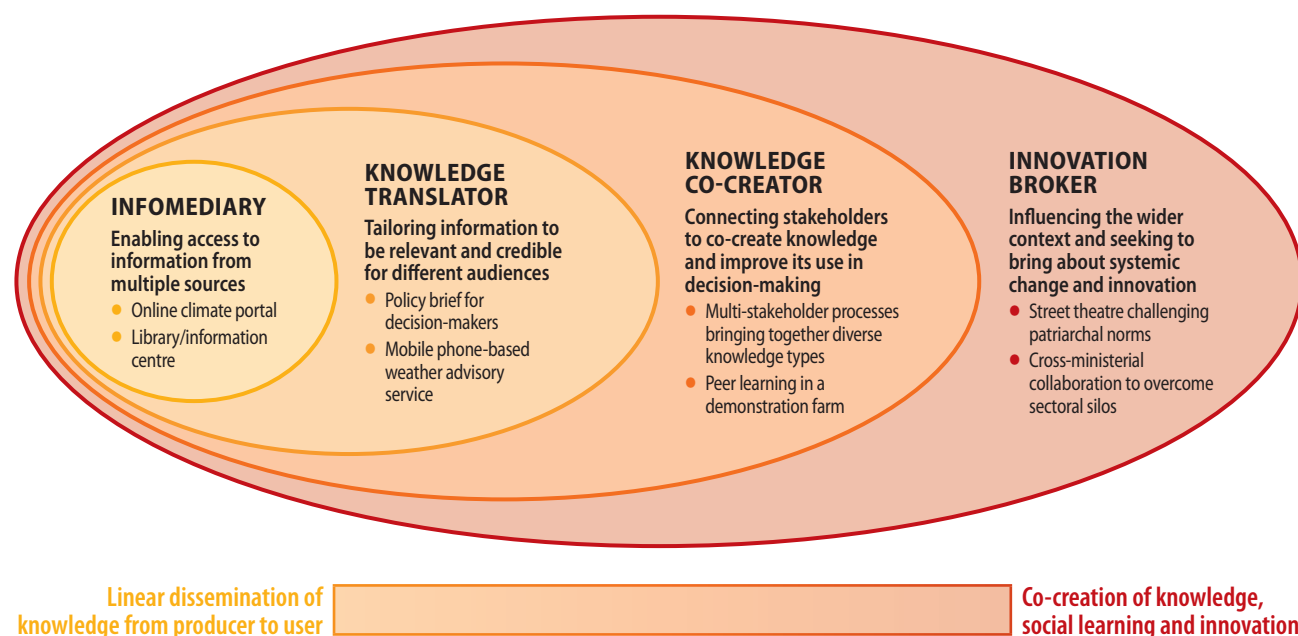 INFOMEDIARY
Enabling access to
information from
multiple sources
● Online climate portal
● Library/information
centre
KNOWLEDGE
TRANSLATOR
Tailoring information to
be relevant and credible
for different audiences
● Policy brief for
decision-makers
● Mobile phone-based
weather advisory
service
KNOWLEDGE
CO-CREATOR
Connecting stakeholders
to co-create knowledge
and improve its use in
decision-making
● Multi-stakeholder processes
bringing together diverse
knowledge types
● Peer learning in a
demonstration farm
INNOVATION
BROKER
Influencing the wider
context and seeking to
bring about systemic
change and innovation
● Street theatre challenging
patriarchal norms
● Cross-ministerial
collaboration to overcome
sectoral silos
Linear dissemination of
knowledge from producer to user
Co-creation of knowledge,
social learning and innovation